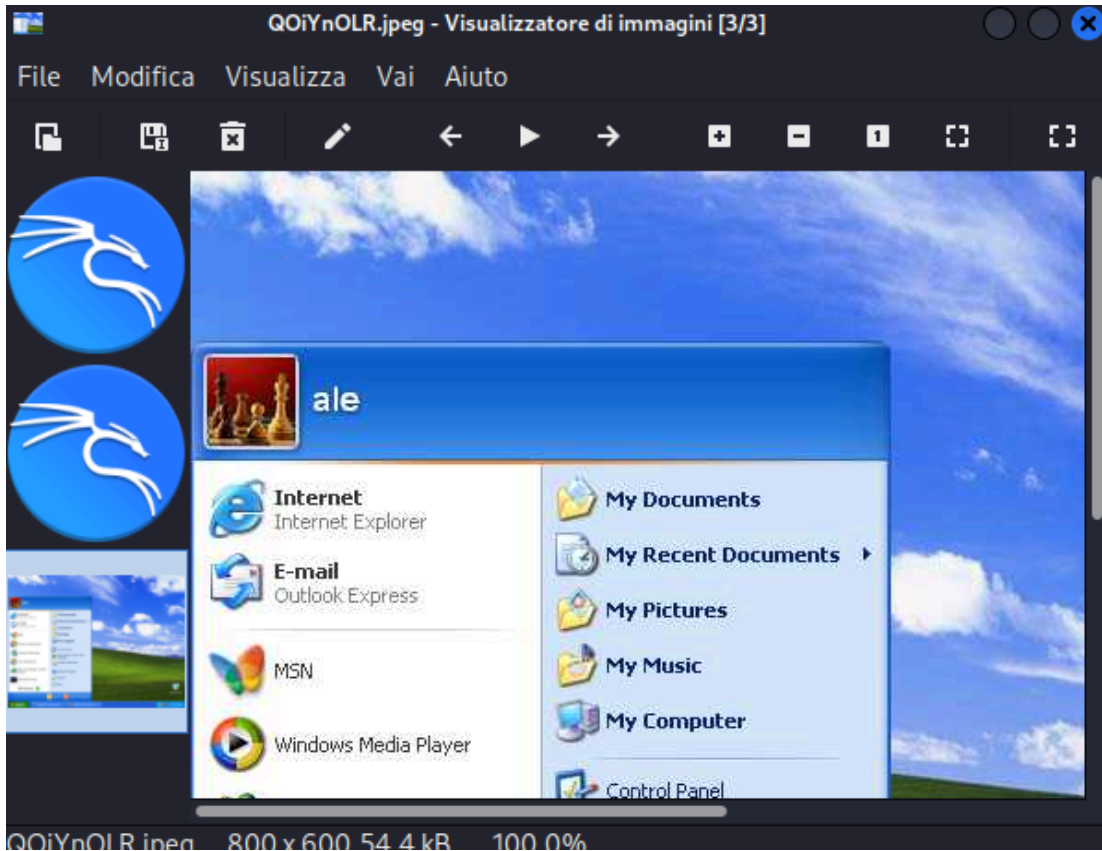 QOiYnOLR.jpeg - Visualizzatore di immagini [3/3]
File Modifica Visualizza Vai Aiuto
ale
Internet
Internet Explorer
E-mail
Outlook Express
MSN
Windows Media Player
My Documents
My Recent Documents
My Pictures
My Music
My Computer
Control Panel
QOiYnOLR.jpeg 800 x 600 54.4 kB 100.0%